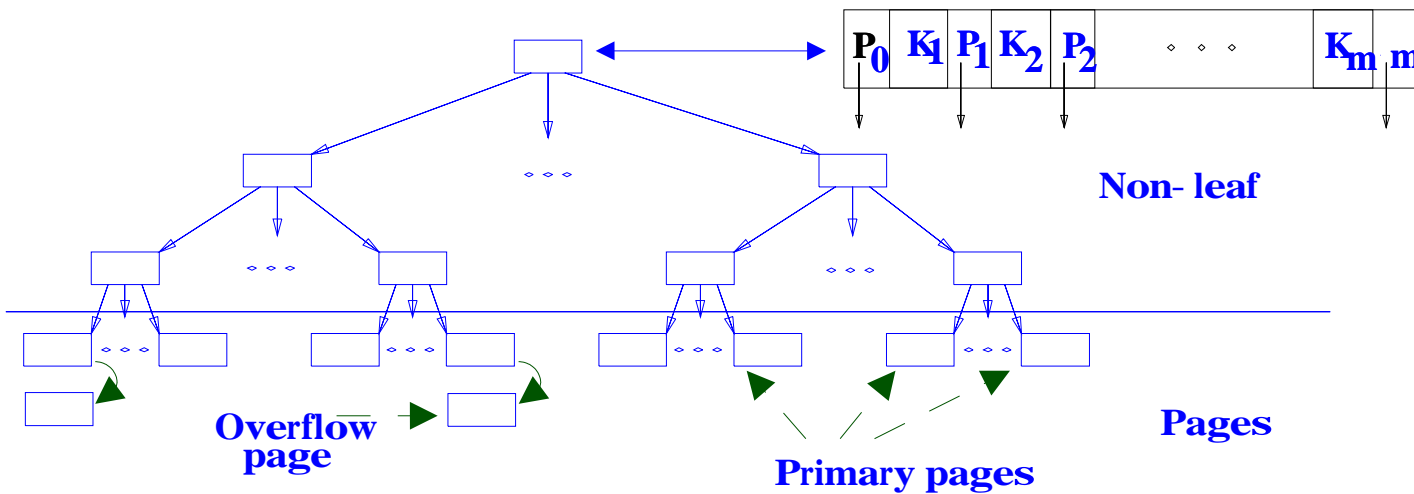 P0 K1 P1 K2 P2 Km m
Non- leaf
Overflow
page
Primary pages
Pages